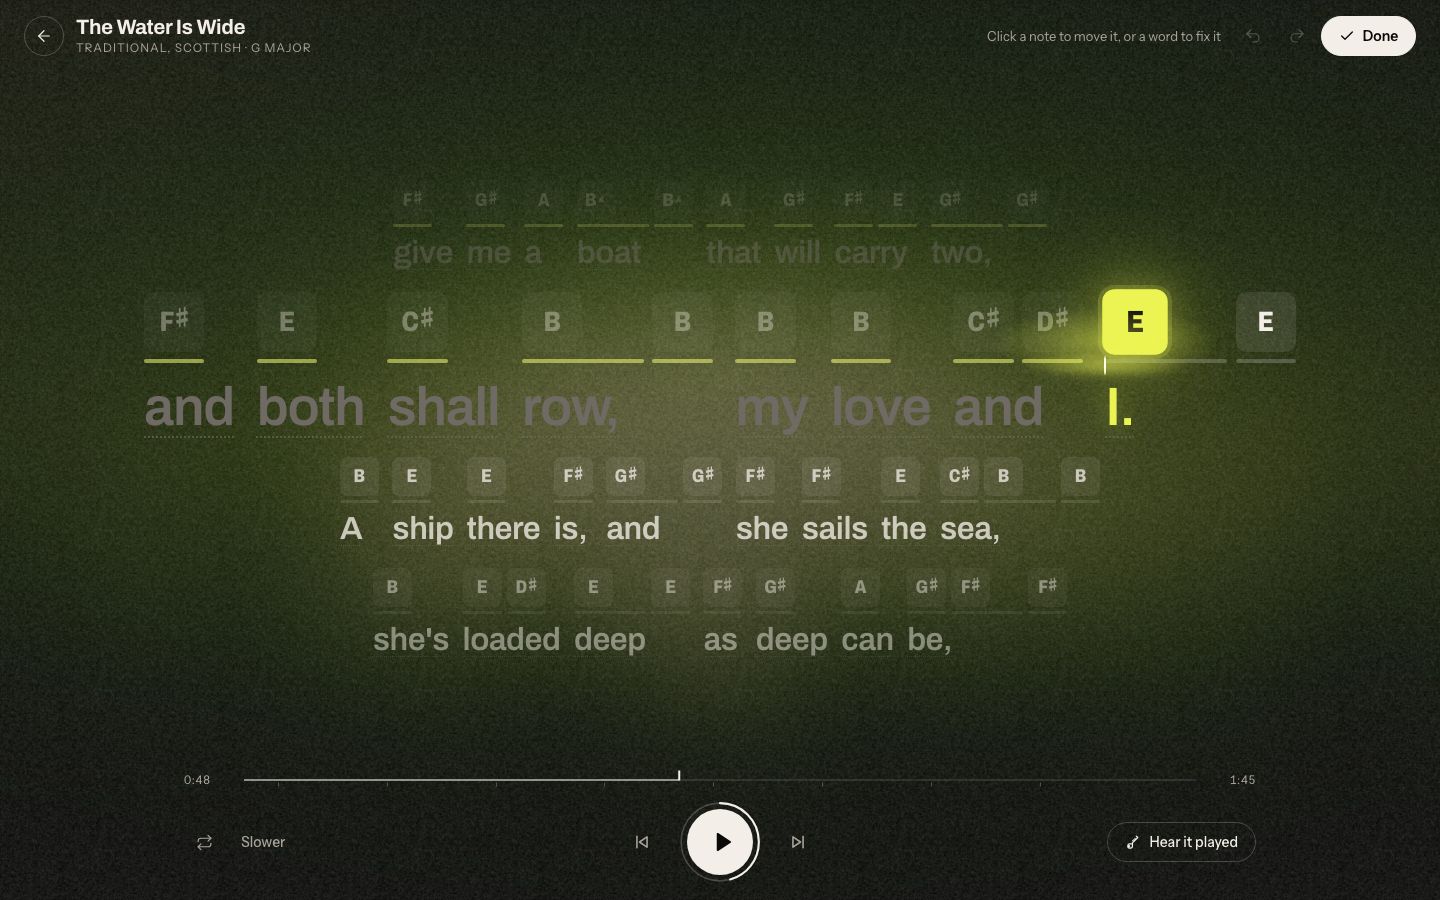 The Water Is Wide
TRADITIONAL, SCOTTISH · G MAJOR
Click a note to move it, or a word to fix it
Done
F♯ G♯ A B B A G♯ F♯ E G♯ G♯
give me a boat that will carry two,
F♯ E C♯ B B B B C♯ D♯ E E
and both shall row, my love and I.
B E E F♯ G♯ G♯ F♯ F♯ E C♯ B B
A ship there is, and she sails the sea,
B E D♯ E E F♯ G♯ A G♯ F♯ F♯
she's loaded deep as deep can be,
0:48
1:45
Slower
Hear it played